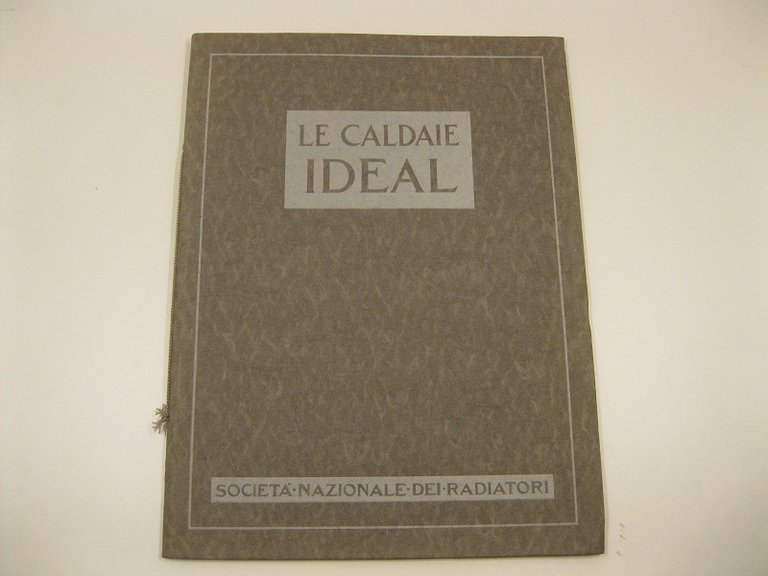 LE CALDAIE
IDEAL
SOCIETÀ·NAZIONALE·DEI·RADIATORI